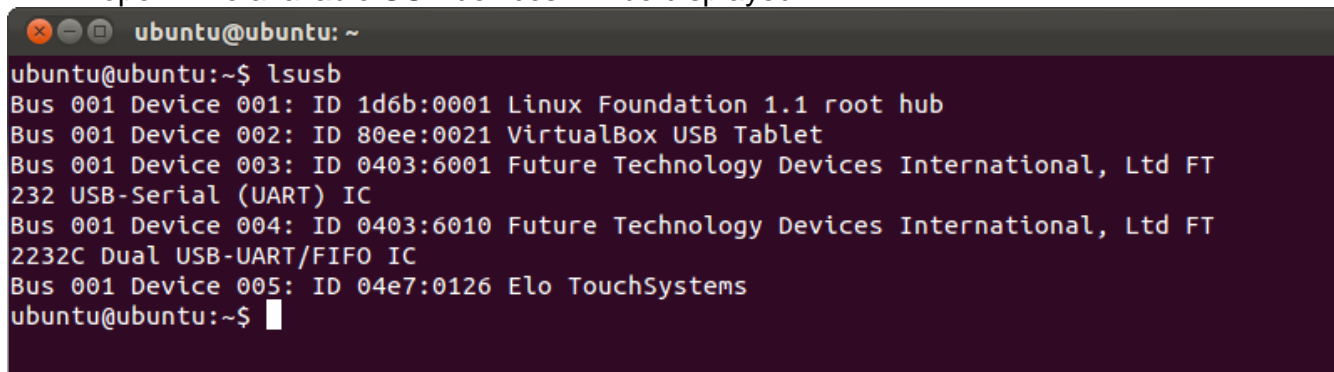 ubuntu@ubuntu: ~
ubuntu@ubuntu:~$ lsusb
Bus 001 Device 001: ID 1d6b:0001 Linux Foundation 1.1 root hub
Bus 001 Device 002: ID 80ee:0021 VirtualBox USB Tablet
Bus 001 Device 003: ID 0403:6001 Future Technology Devices International, Ltd FT
232 USB-Serial (UART) IC
Bus 001 Device 004: ID 0403:6010 Future Technology Devices International, Ltd FT
2232C Dual USB-UART/FIFO IC
Bus 001 Device 005: ID 04e7:0126 Elo TouchSystems
ubuntu@ubuntu:~$